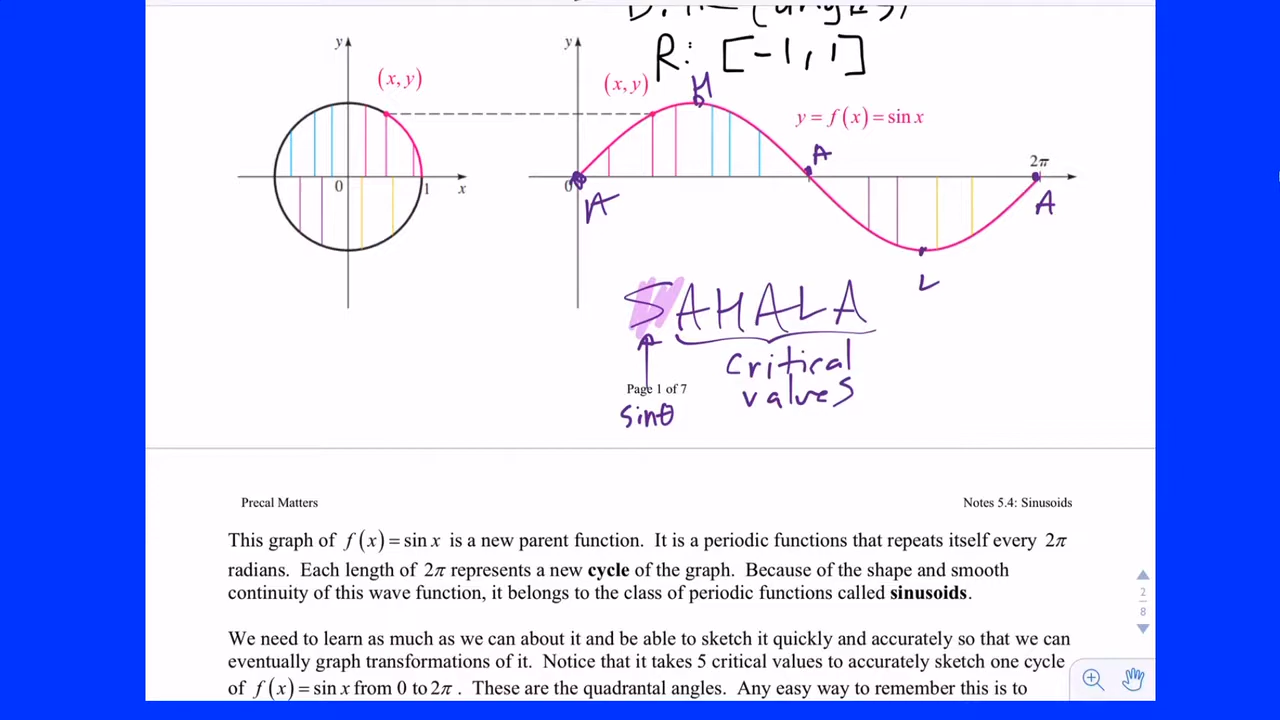 R: [-1, 1]
y
(x, y)
0
1
x
y
(x, y)
H
y = f(x) = sin x
A
2π
0
A
A
L
SAHALA
critical
values
Page 1 of 7
sinθ
Precal Matters
Notes 5.4: Sinusoids
This graph of f(x) = sin x is a new parent function. It is a periodic functions that repeats itself every 2π
radians. Each length of 2π represents a new cycle of the graph. Because of the shape and smooth
continuity of this wave function, it belongs to the class of periodic functions called sinusoids.
We need to learn as much as we can about it and be able to sketch it quickly and accurately so that we can
eventually graph transformations of it. Notice that it takes 5 critical values to accurately sketch one cycle
of f(x) = sin x from 0 to 2π. These are the quadrantal angles. Any easy way to remember this is to
2
8